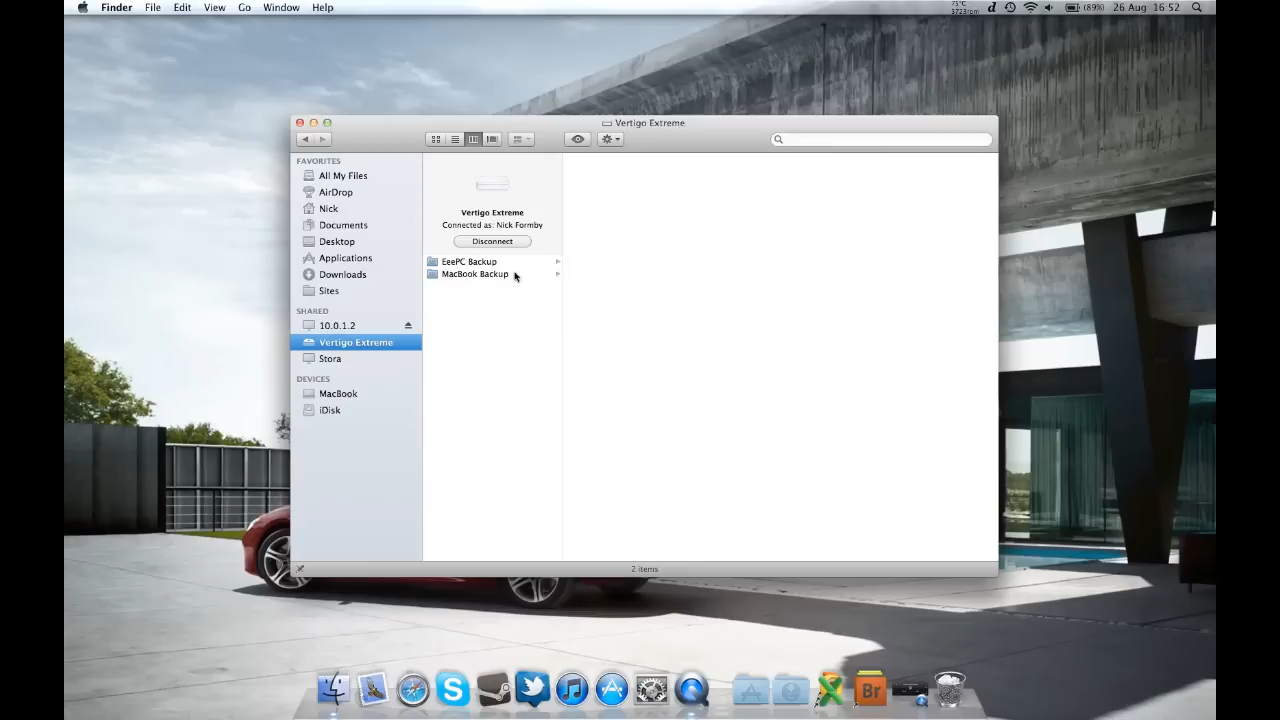 Finder File Edit View Go Window Help
75°C
3723rpm
(89%) 26 Aug 16:52
Vertigo Extreme
FAVORITES
All My Files
AirDrop
Nick
Documents
Desktop
Applications
Downloads
Sites
SHARED
10.0.1.2
Vertigo Extreme
Stora
DEVICES
MacBook
iDisk
Vertigo Extreme
Connected as: Nick Formby
Disconnect
EeePC Backup
MacBook Backup
2 items
Br